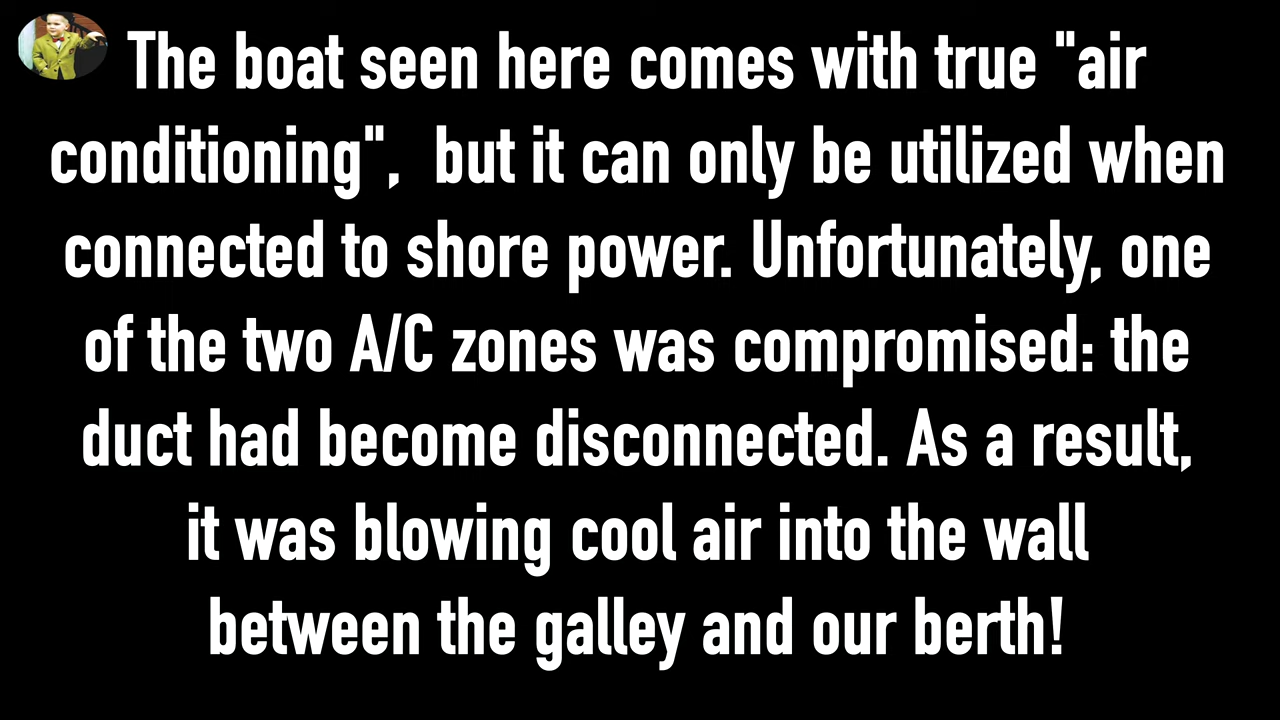 The boat seen here comes with true "air
conditioning",  but it can only be utilized when
connected to shore power. Unfortunately, one
of the two A/C zones was compromised: the
duct had become disconnected. As a result,
it was blowing cool air into the wall
between the galley and our berth!